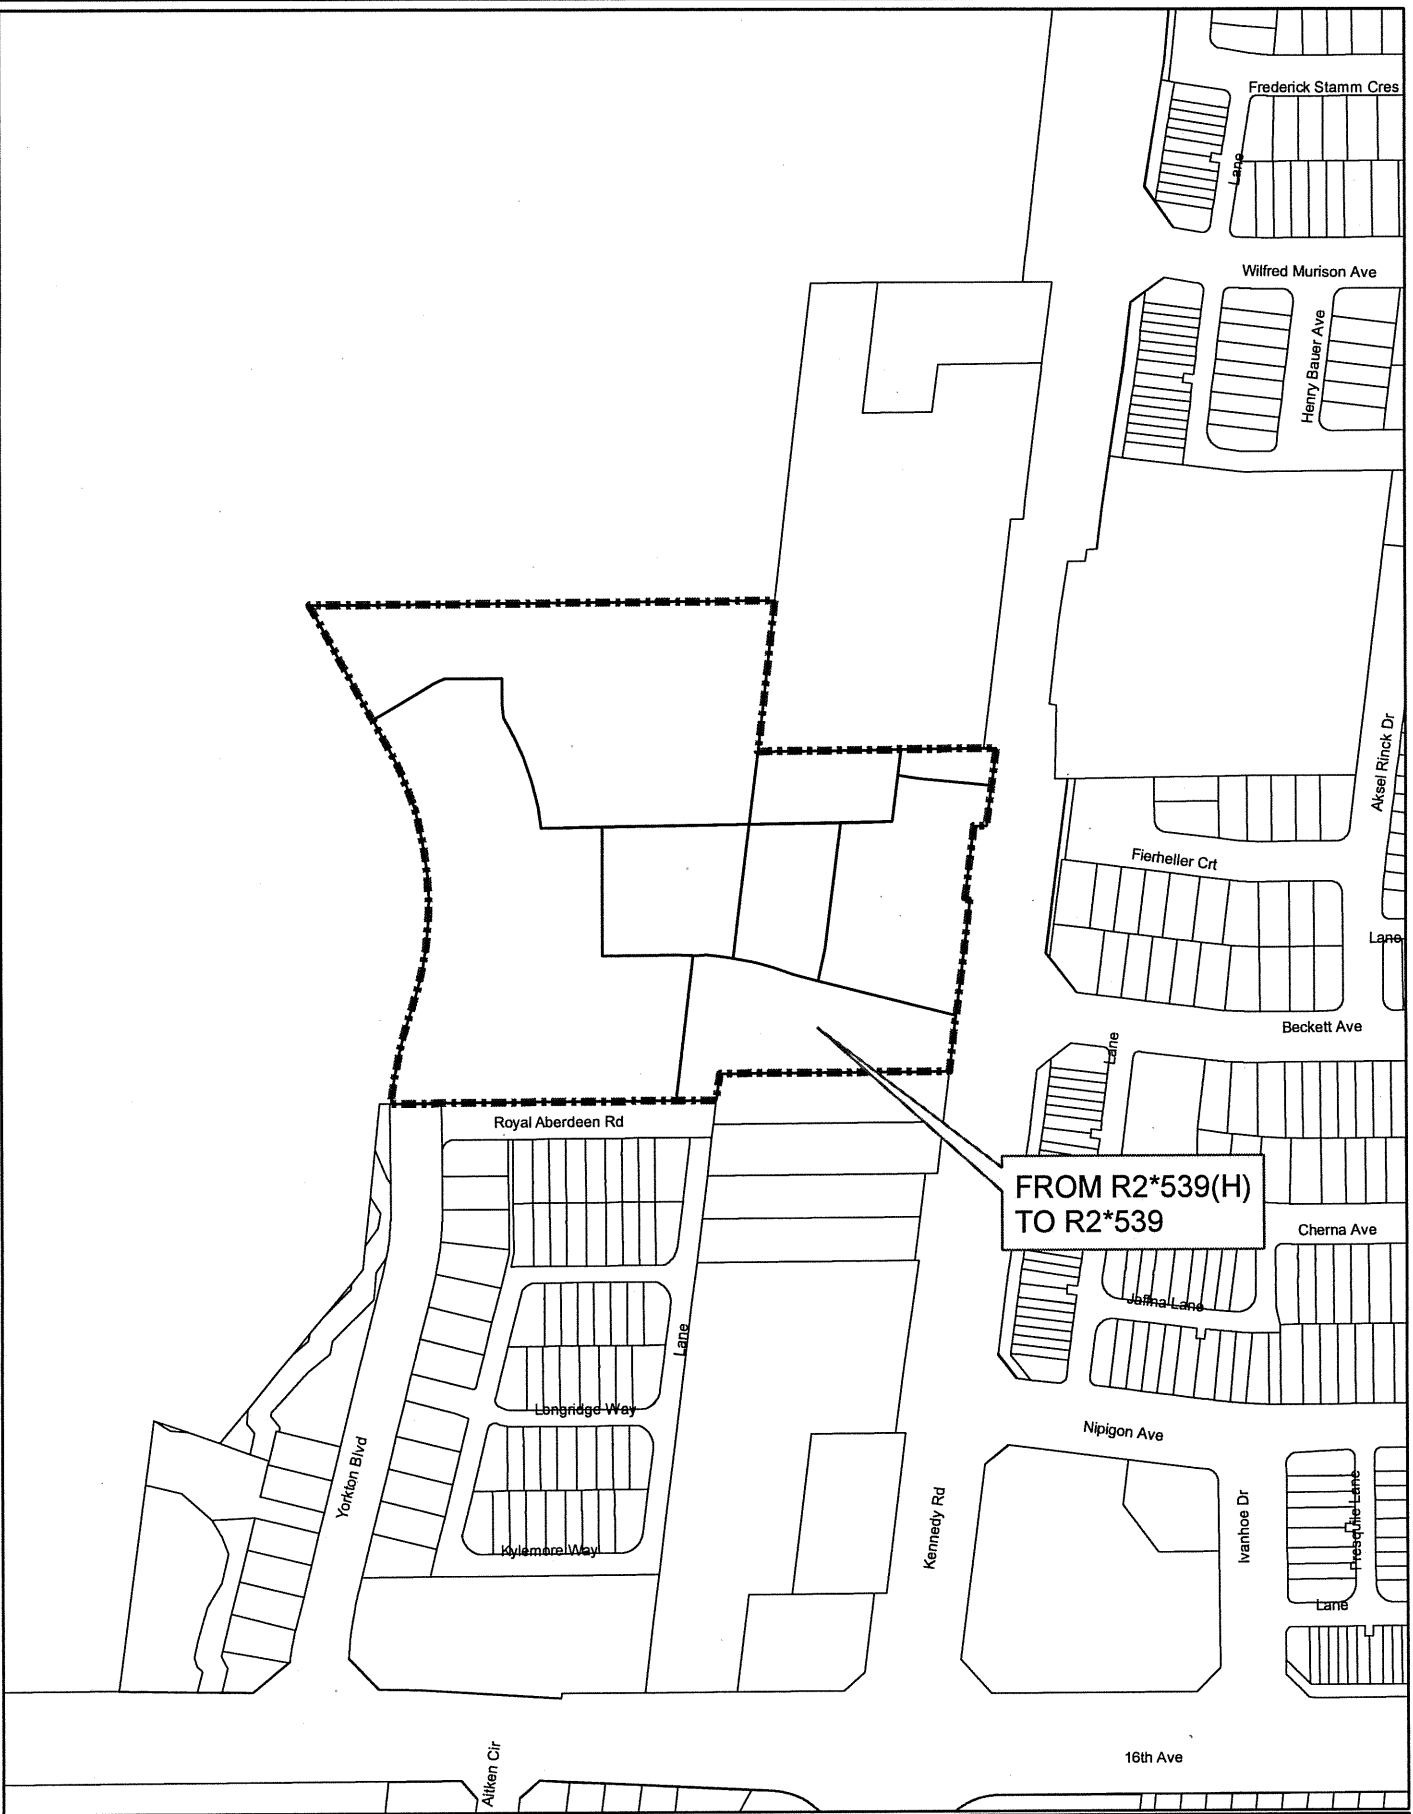 Frederick Stamm Cres
Lane
Wilfred Murison Ave
Henry Bauer Ave
Aksel Rinck Dr
Fierheller Crt
Lane
Beckett Ave
Lane
Royal Aberdeen Rd
FROM R2*539(H)
TO R2*539
Cherna Ave
Jaffna Lane
Lane
Longridge Way
Nipigon Ave
Yorkton Blvd
Kennedy Rd
Ivanhoe Dr
Presquile Lane
Kylemore Way
Lane
16th Ave
Aitken Cir